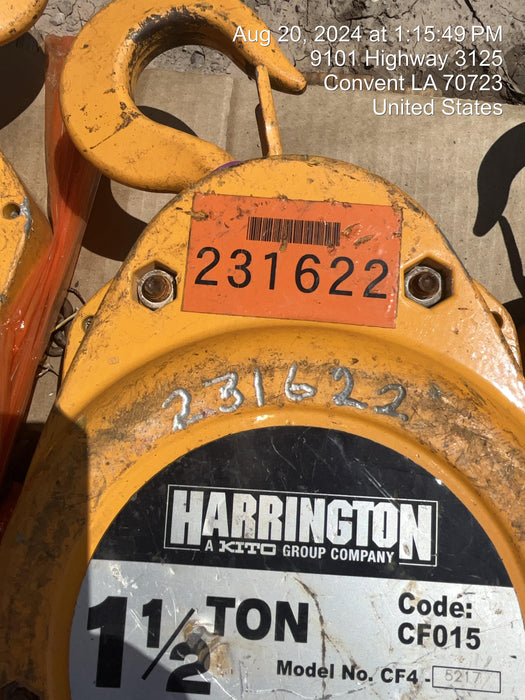 Aug 20, 2024 at 1:15:49 PM
9101 Highway 3125
Convent LA 70723
United States
231622
231622
HARRINGTON
A KITO GROUP COMPANY
1 1/2 TON
Code:
CF015
Model No. CF4 - 5217